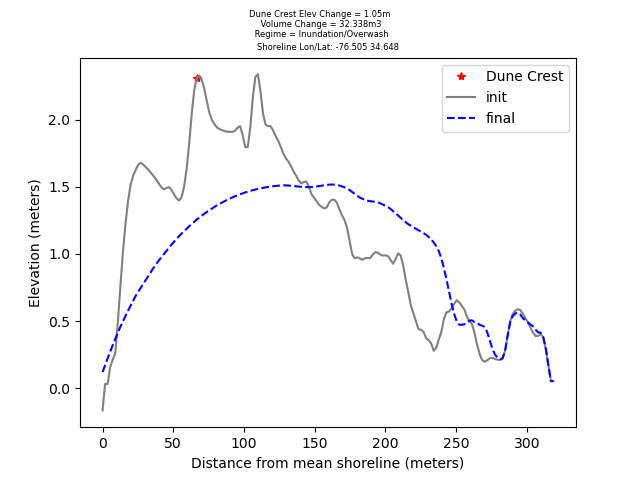 Dune Crest Elev Change = 1.05m
Volume Change = 32.338m3
Regime = Inundation/Overwash
Shoreline Lon/Lat: -76.505 34.648
Dune Crest
init
final
Elevation (meters)
2.0
1.5
1.0
0.5
0.0
0 50 100 150 200 250 300
Distance from mean shoreline (meters)